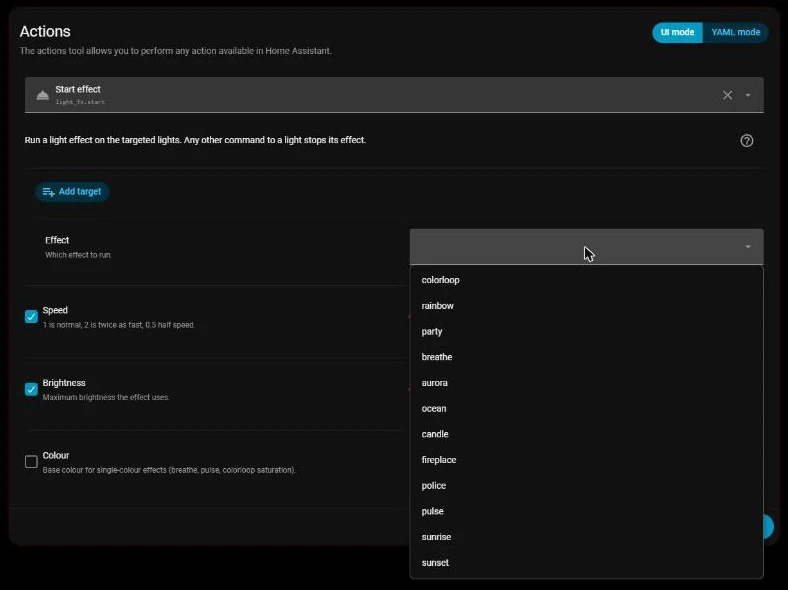 Actions
UI mode YAML mode
The actions tool allows you to perform any action available in Home Assistant.
Start effect
light_fx.start
Run a light effect on the targeted lights. Any other command to a light stops its effect.
Add target
Effect
Which effect to run.
colorloop
rainbow
party
breathe
aurora
ocean
candle
fireplace
police
pulse
sunrise
sunset
Speed
1 is normal, 2 is twice as fast, 0.5 half speed.
Brightness
Maximum brightness the effect uses.
Colour
Base colour for single-colour effects (breathe, pulse, colorloop saturation).